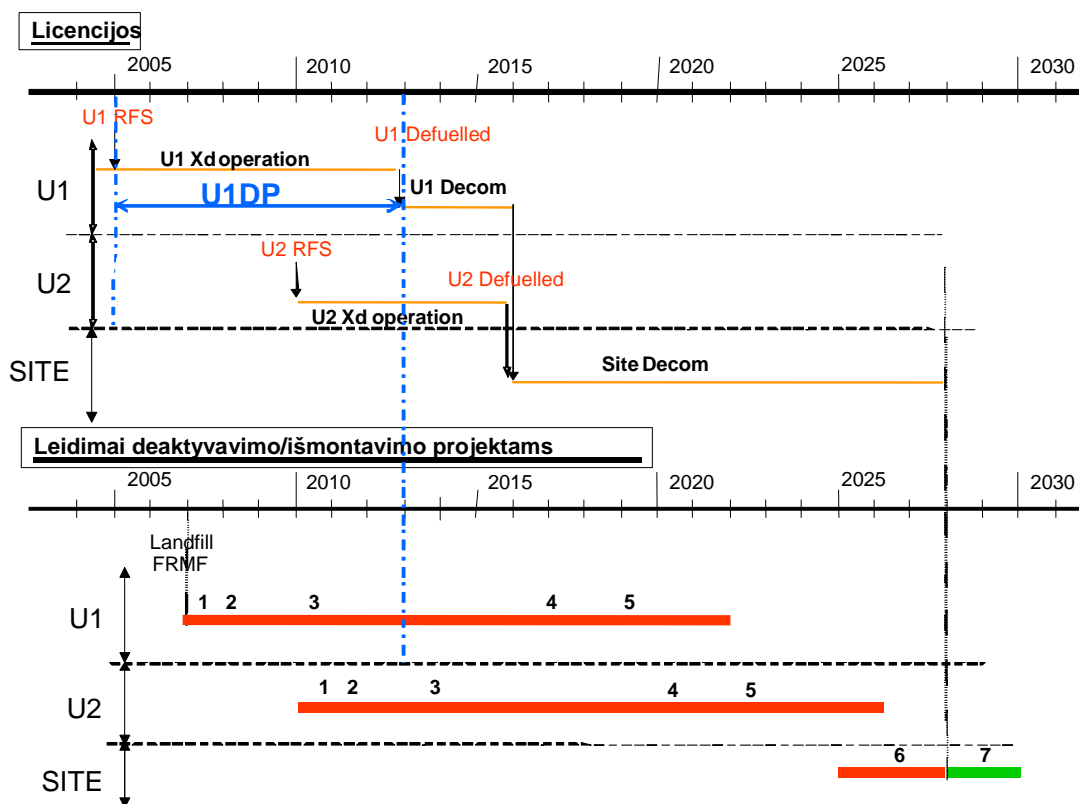 Licencijos
2005 2010 2015 2020 2025 2030
U1 RFS
U1 Defuelled
U1 Xd operation
U1 Decom
U1
U1DP
U2 RFS
U2 Defuelled
U2
U2 Xd operation
SITE
Site Decom
Leidimai deaktyvavimo/išmontavimo projektams
2005 2010 2015 2020 2025 2030
Landfill
FRMF
1 2 3 4 5
U1
1 2 3 4 5
U2
6 7
SITE